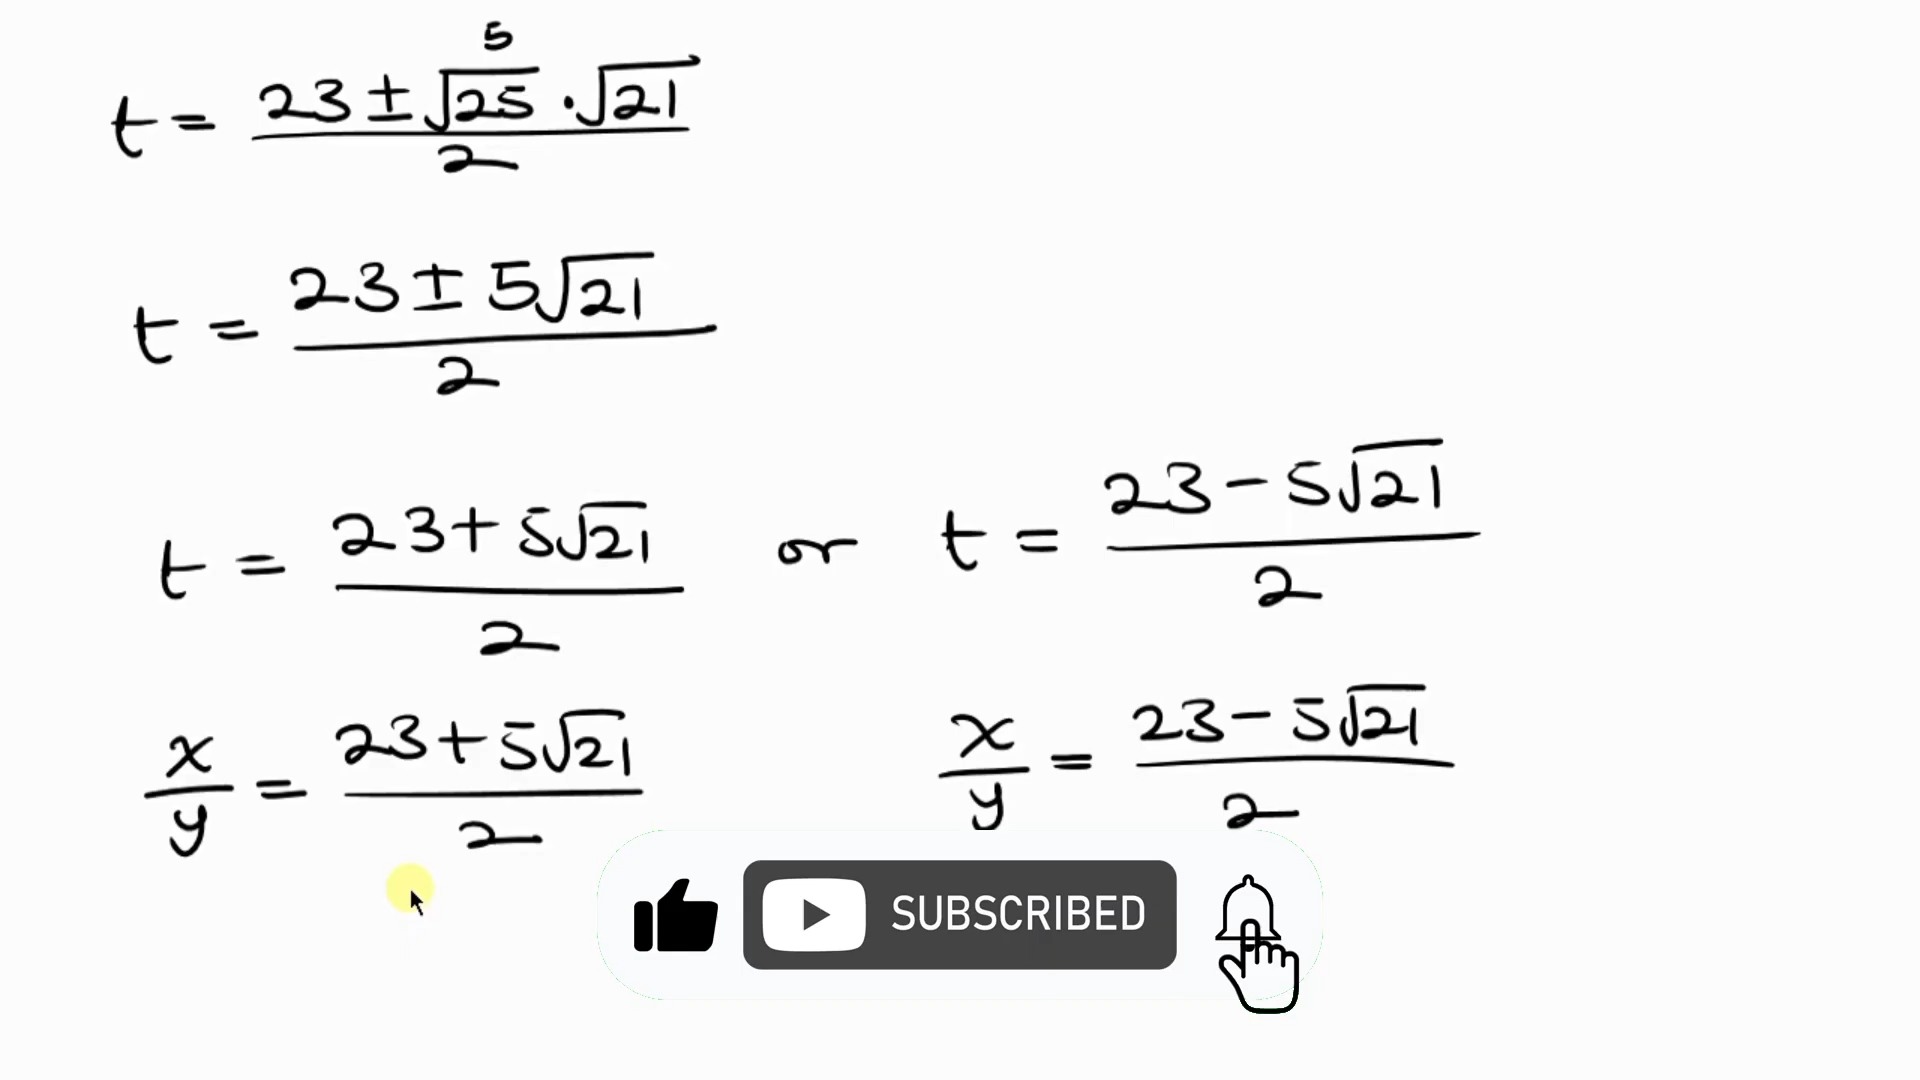 5
t = 23 ± √25 · √21
2
t = 23 ± 5√21
2
t = 23 + 5√21 or t = 23 - 5√21
2 2
x/y = 23 + 5√21 x/y = 23 - 5√21
2 2
SUBSCRIBED